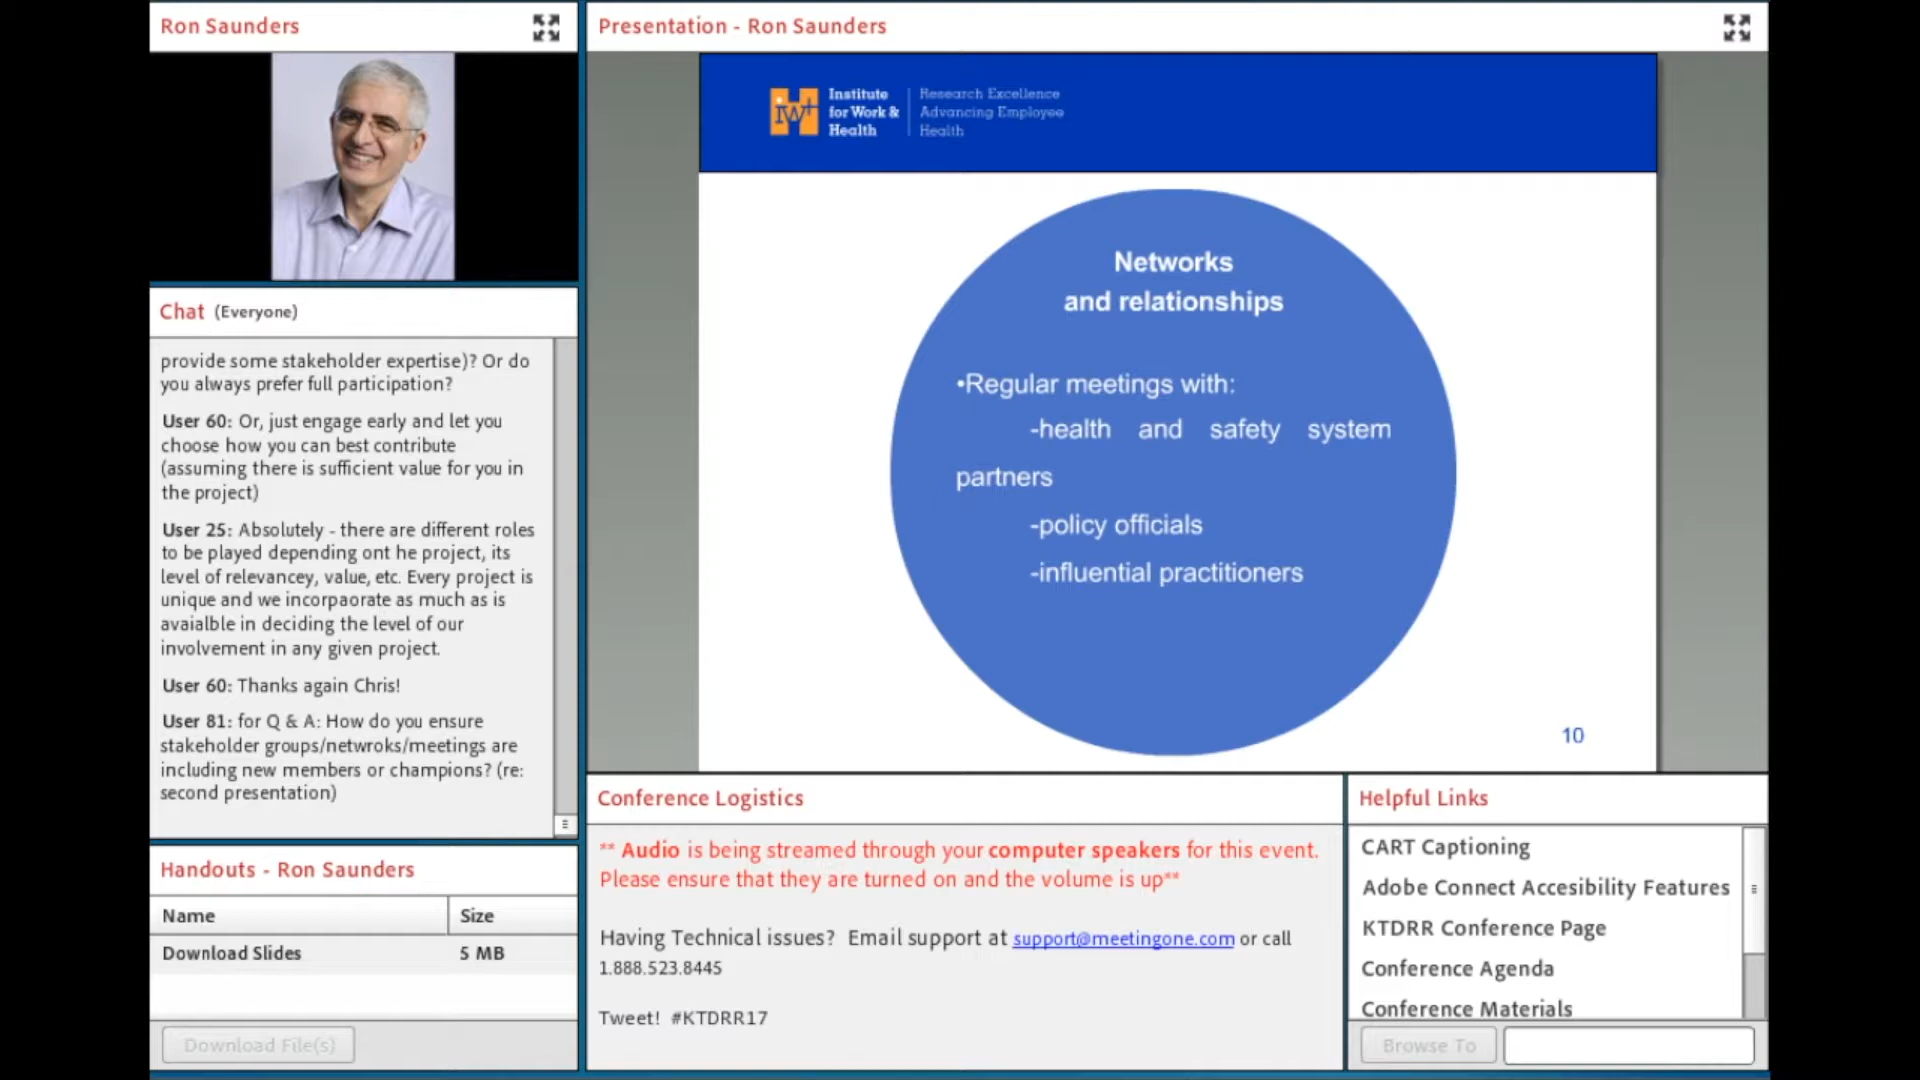 Ron Saunders
Chat (Everyone)
provide some stakeholder expertise)? Or do
you always prefer full participation?
User 60: Or, just engage early and let you
choose how you can best contribute
(assuming there is sufficient value for you in
the project)
User 25: Absolutely - there are different roles
to be played depending ont he project, its
level of relevancey, value, etc. Every project is
unique and we incorpaorate as much as is
avaialble in deciding the level of our
involvement in any given project.
User 60: Thanks again Chris!
User 81: for Q & A: How do you ensure
stakeholder groups/netwroks/meetings are
including new members or champions? (re:
second presentation)
Handouts - Ron Saunders
Name Size
Download Slides 5 MB
Download File(s)
Presentation - Ron Saunders
IW+H
Institute
for Work &
Health
Research Excellence
Advancing Employee
Health
Networks
and relationships
•Regular meetings with:
-health and safety system
partners
-policy officials
-influential practitioners
10
Conference Logistics
** Audio is being streamed through your computer speakers for this event.
Please ensure that they are turned on and the volume is up**
Having Technical issues? Email support at support@meetingone.com or call
1.888.523.8445
Tweet! #KTDRR17
Helpful Links
CART Captioning
Adobe Connect Accesibility Features
KTDRR Conference Page
Conference Agenda
Conference Materials
Browse To